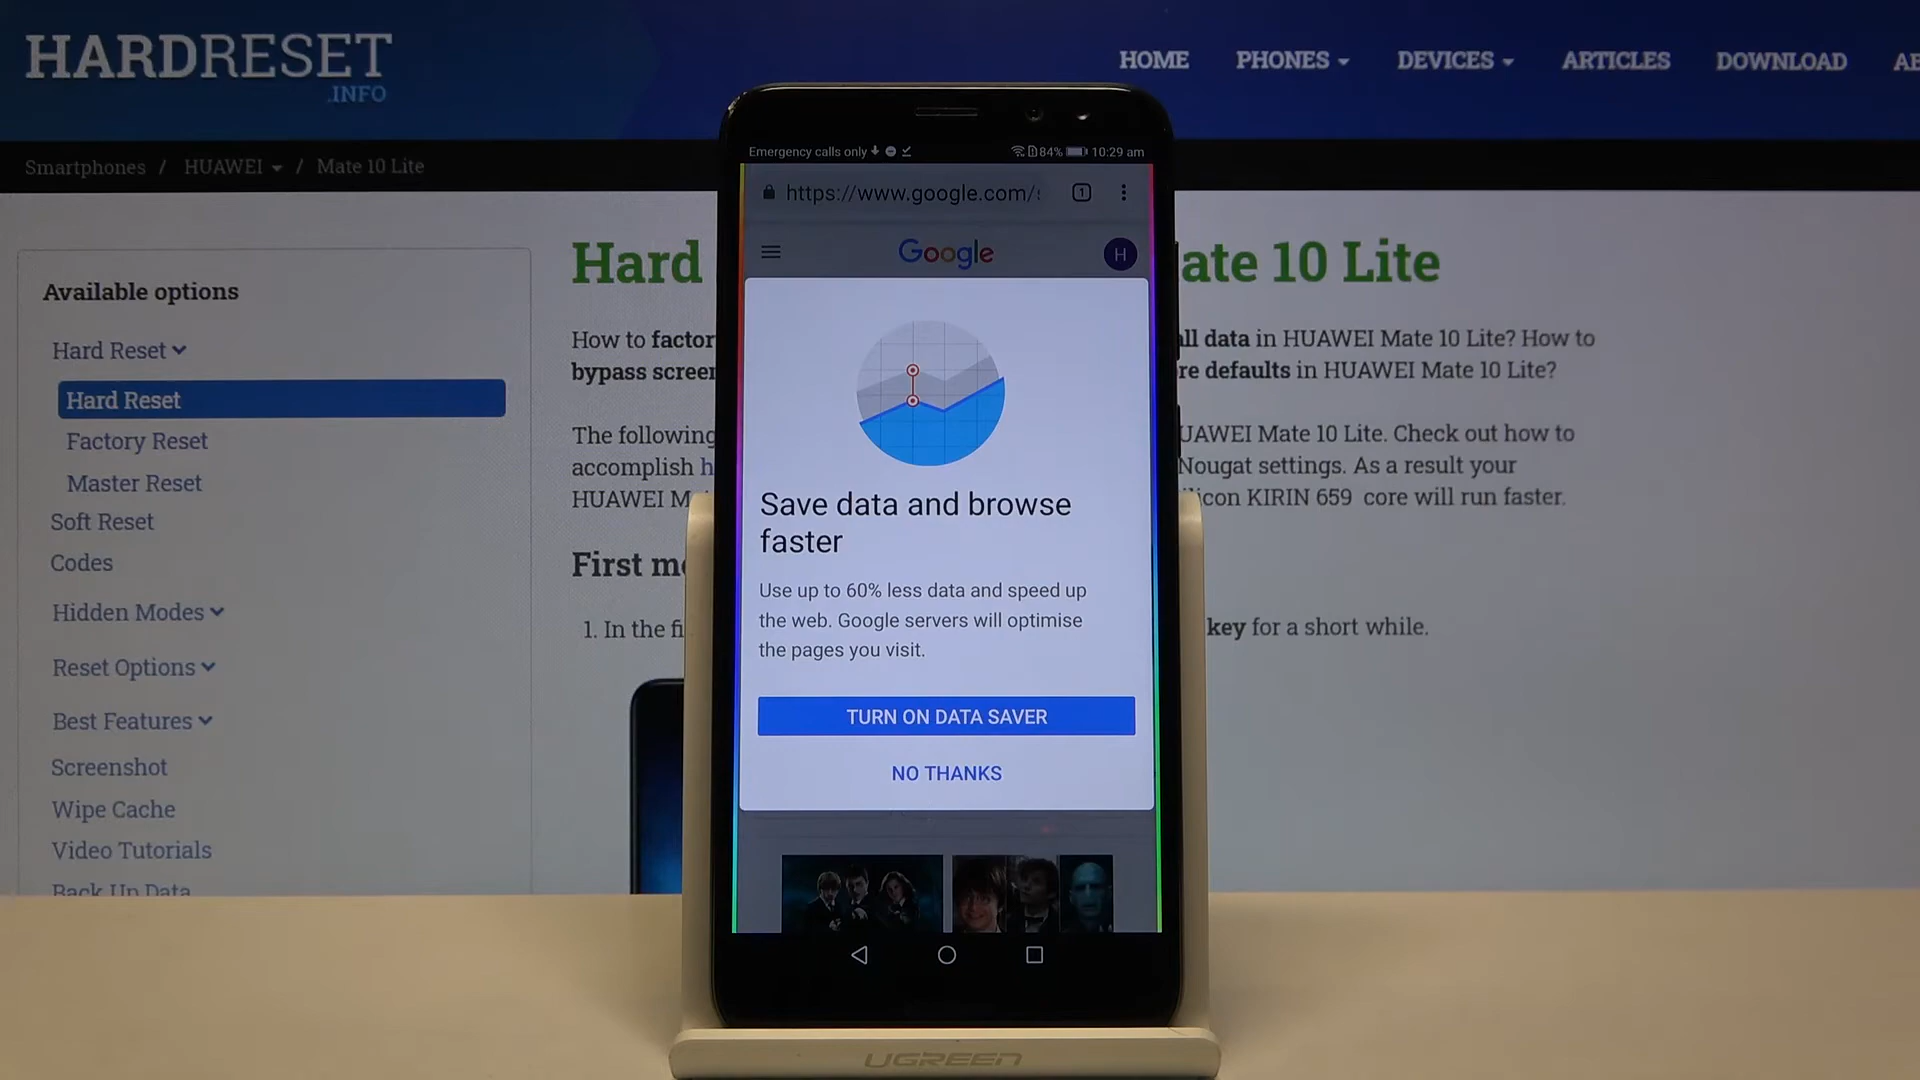 HARDRESET
.INFO
HOME PHONES DEVICES ARTICLES DOWNLOAD
Smartphones / HUAWEI / Mate 10 Lite
Available options
Hard Reset
Hard Reset
Factory Reset
Master Reset
Soft Reset
Codes
Hidden Modes
Reset Options
Best Features
Screenshot
Wipe Cache
Video Tutorials
Back Up Data
Hard
ate 10 Lite
How to factor
all data in HUAWEI Mate 10 Lite? How to
bypass screen
re defaults in HUAWEI Mate 10 Lite?
The following
UAWEI Mate 10 Lite. Check out how to
accomplish h
Nougat settings. As a result your
HUAWEI M
icon KIRIN 659 core will run faster.
First m
1. In the fi
key for a short while.
Emergency calls only 84% 10:29 am
https://www.google.com/s
1
Google
H
Save data and browse
faster
Use up to 60% less data and speed up
the web. Google servers will optimise
the pages you visit.
TURN ON DATA SAVER
NO THANKS
UGREEN